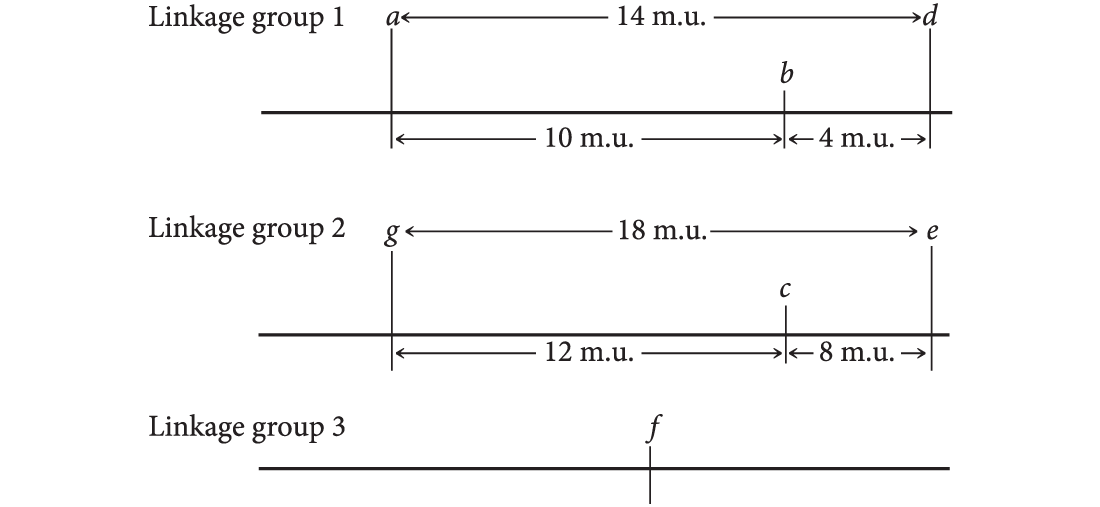 Linkage group 1 a 14 m.u. d
b
10 m.u. 4 m.u.
Linkage group 2 g 18 m.u. e
c
12 m.u. 8 m.u.
Linkage group 3 f